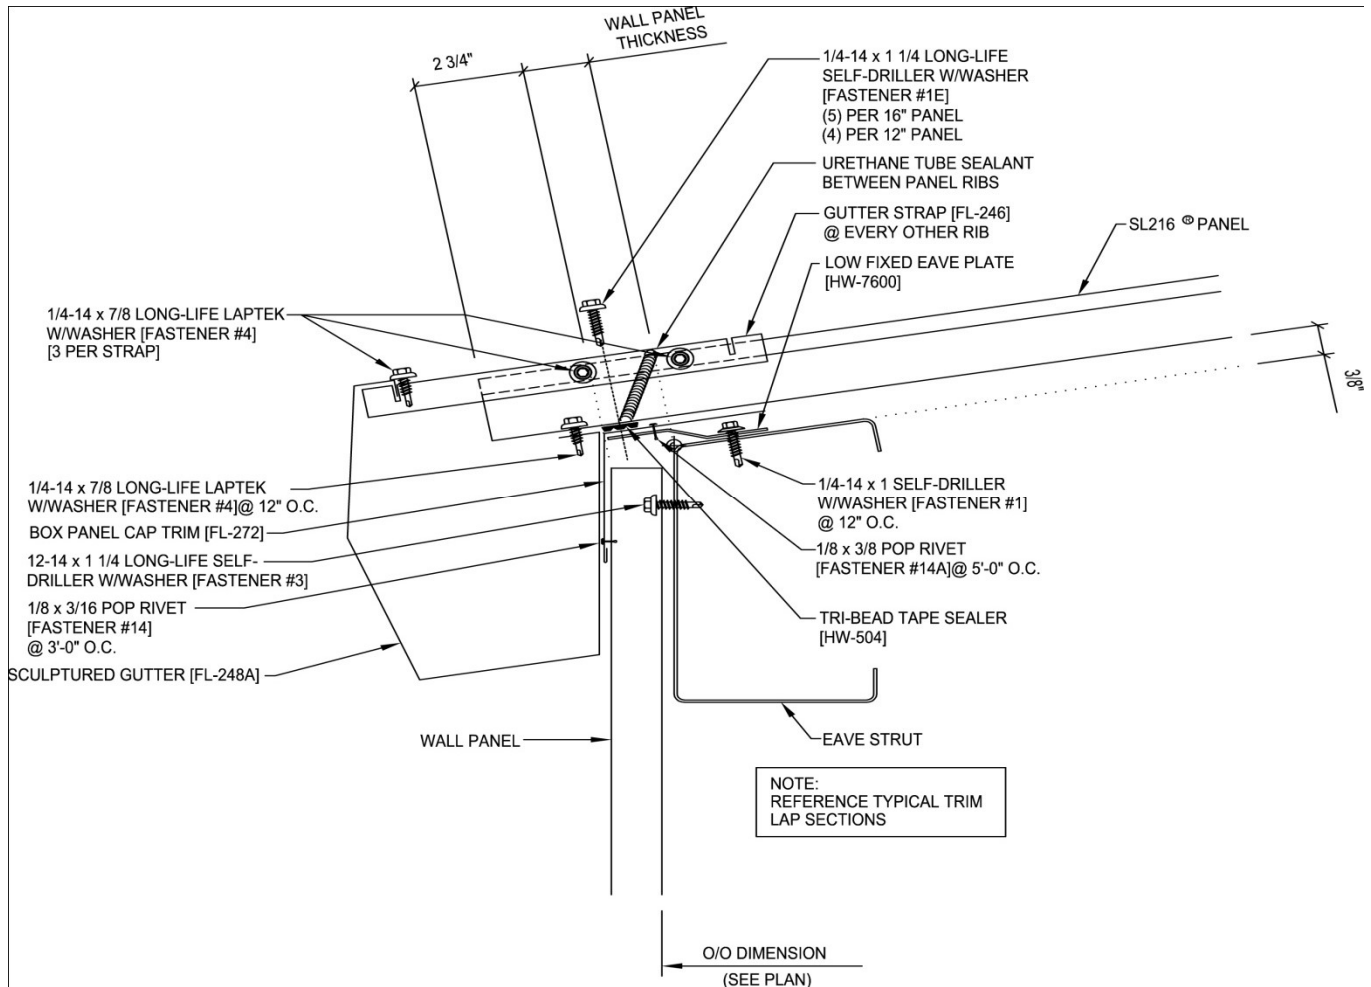 WALL PANEL
THICKNESS
2 3/4"
1/4-14 x 1 1/4 LONG-LIFE
SELF-DRILLER W/WASHER
[FASTENER #1E]
(5) PER 16" PANEL
(4) PER 12" PANEL
URETHANE TUBE SEALANT
BETWEEN PANEL RIBS
GUTTER STRAP [FL-246]
@ EVERY OTHER RIB
SL216 ® PANEL
LOW FIXED EAVE PLATE
[HW-7600]
1/4-14 x 7/8 LONG-LIFE LAPTEK
W/WASHER [FASTENER #4]
[3 PER STRAP]
3/8"
1/4-14 x 7/8 LONG-LIFE LAPTEK
W/WASHER [FASTENER #4]@ 12" O.C.
BOX PANEL CAP TRIM [FL-272]
12-14 x 1 1/4 LONG-LIFE SELF-
DRILLER W/WASHER [FASTENER #3]
1/8 x 3/16 POP RIVET
[FASTENER #14]
@ 3'-0" O.C.
SCULPTURED GUTTER [FL-248A]
1/4-14 x 1 SELF-DRILLER
W/WASHER [FASTENER #1]
@ 12" O.C.
1/8 x 3/8 POP RIVET
[FASTENER #14A]@ 5'-0" O.C.
TRI-BEAD TAPE SEALER
[HW-504]
WALL PANEL
EAVE STRUT
NOTE:
REFERENCE TYPICAL TRIM
LAP SECTIONS
O/O DIMENSION
(SEE PLAN)